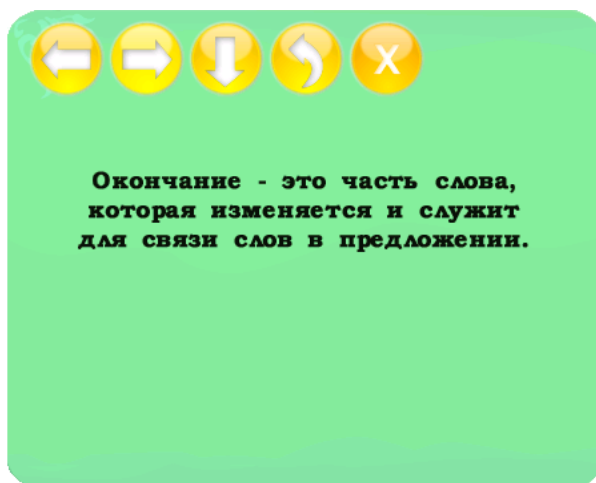 X
Окончание - это часть слова,
которая изменяется и служит
для связи слов в предложении.